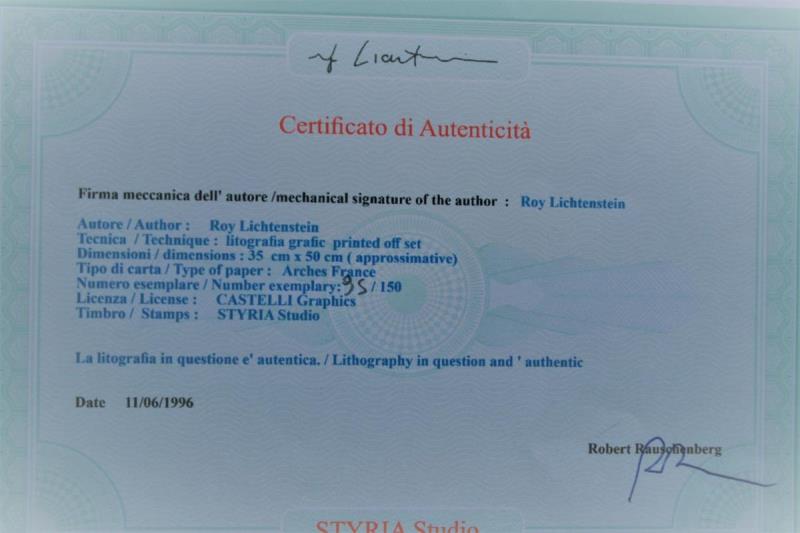 rf Lichten
Certificato di Autenticità
Firma meccanica dell' autore /mechanical signature of the author : Roy Lichtenstein
Autore / Author : Roy Lichtenstein
Tecnica / Technique : litografia grafic printed off set
Dimensioni / dimensions : 35 cm x 50 cm ( approssimative)
Tipo di carta / Type of paper : Arches France
Numero esemplare / Number exemplary: 95 / 150
Licenza / License : CASTELLI Graphics
Timbro / Stamps : STYRIA Studio
La litografia in questione e' autentica. / Lithography in question and ' authentic
Date 11/06/1996
Robert Rauschenberg
STYRIA Studio